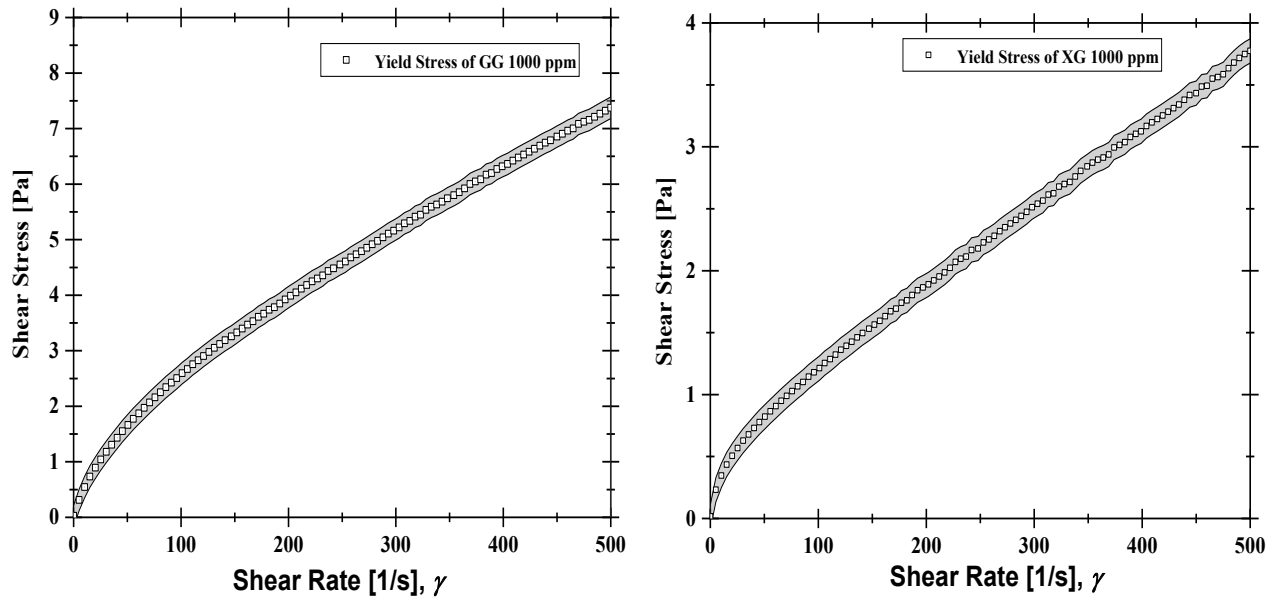 9
8
7
6
5
4
3
2
1
0
Shear Stress [Pa]
Yield Stress of GG 1000 ppm
0 100 200 300 400 500
Shear Rate [1/s], γ
4
3
2
1
0
Shear Stress [Pa]
Yield Stress of XG 1000 ppm
0 100 200 300 400 500
Shear Rate [1/s], γ